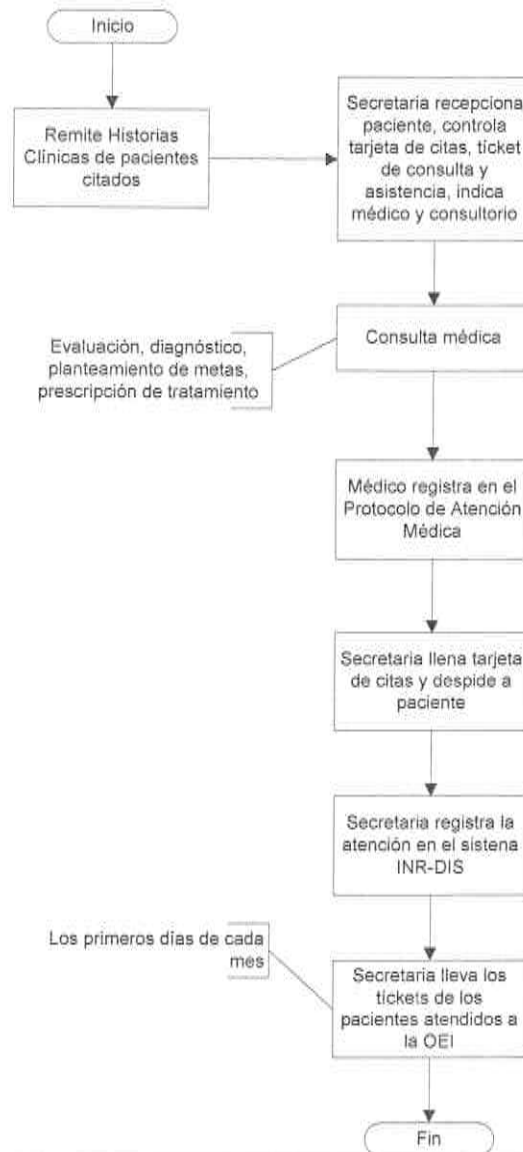 Inicio
Remite Historias
Clínicas de pacientes
citados
Secretaria recepciona
paciente, controla
tarjeta de citas, tícket
de consulta y
asistencia, indica
médico y consultorio
Consulta médica
Evaluación, diagnóstico,
planteamiento de metas,
prescripción de tratamiento
Médico registra en el
Protocolo de Atención
Médica
Secretaria llena tarjeta
de citas y despide a
paciente
Secretaria registra la
atención en el sistena
INR-DIS
Los primeros días de cada
mes
Secretaria lleva los
tíckets de los
pacientes atendidos a
la OEI
Fin